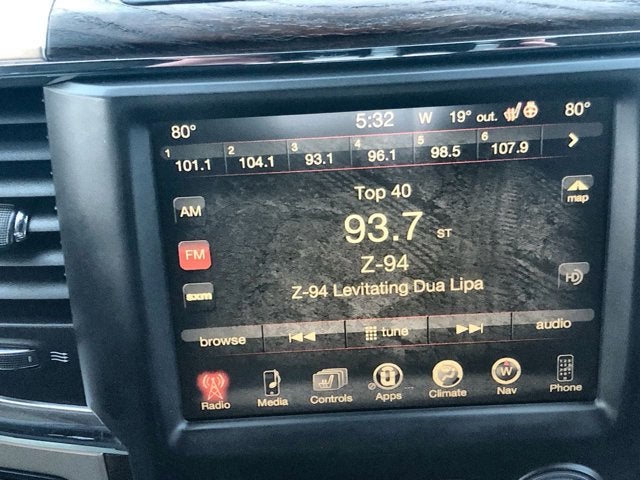 80° 5:32 W 19° out. 80°
1 101.1 2 104.1 3 93.1 4 96.1 5 98.5 6 107.9
Top 40
map
AM
93.7 ST
FM
Z-94
HD
sxm
Z-94 Levitating Dua Lipa
browse tune audio
Radio Media Controls Apps Climate W Nav Phone